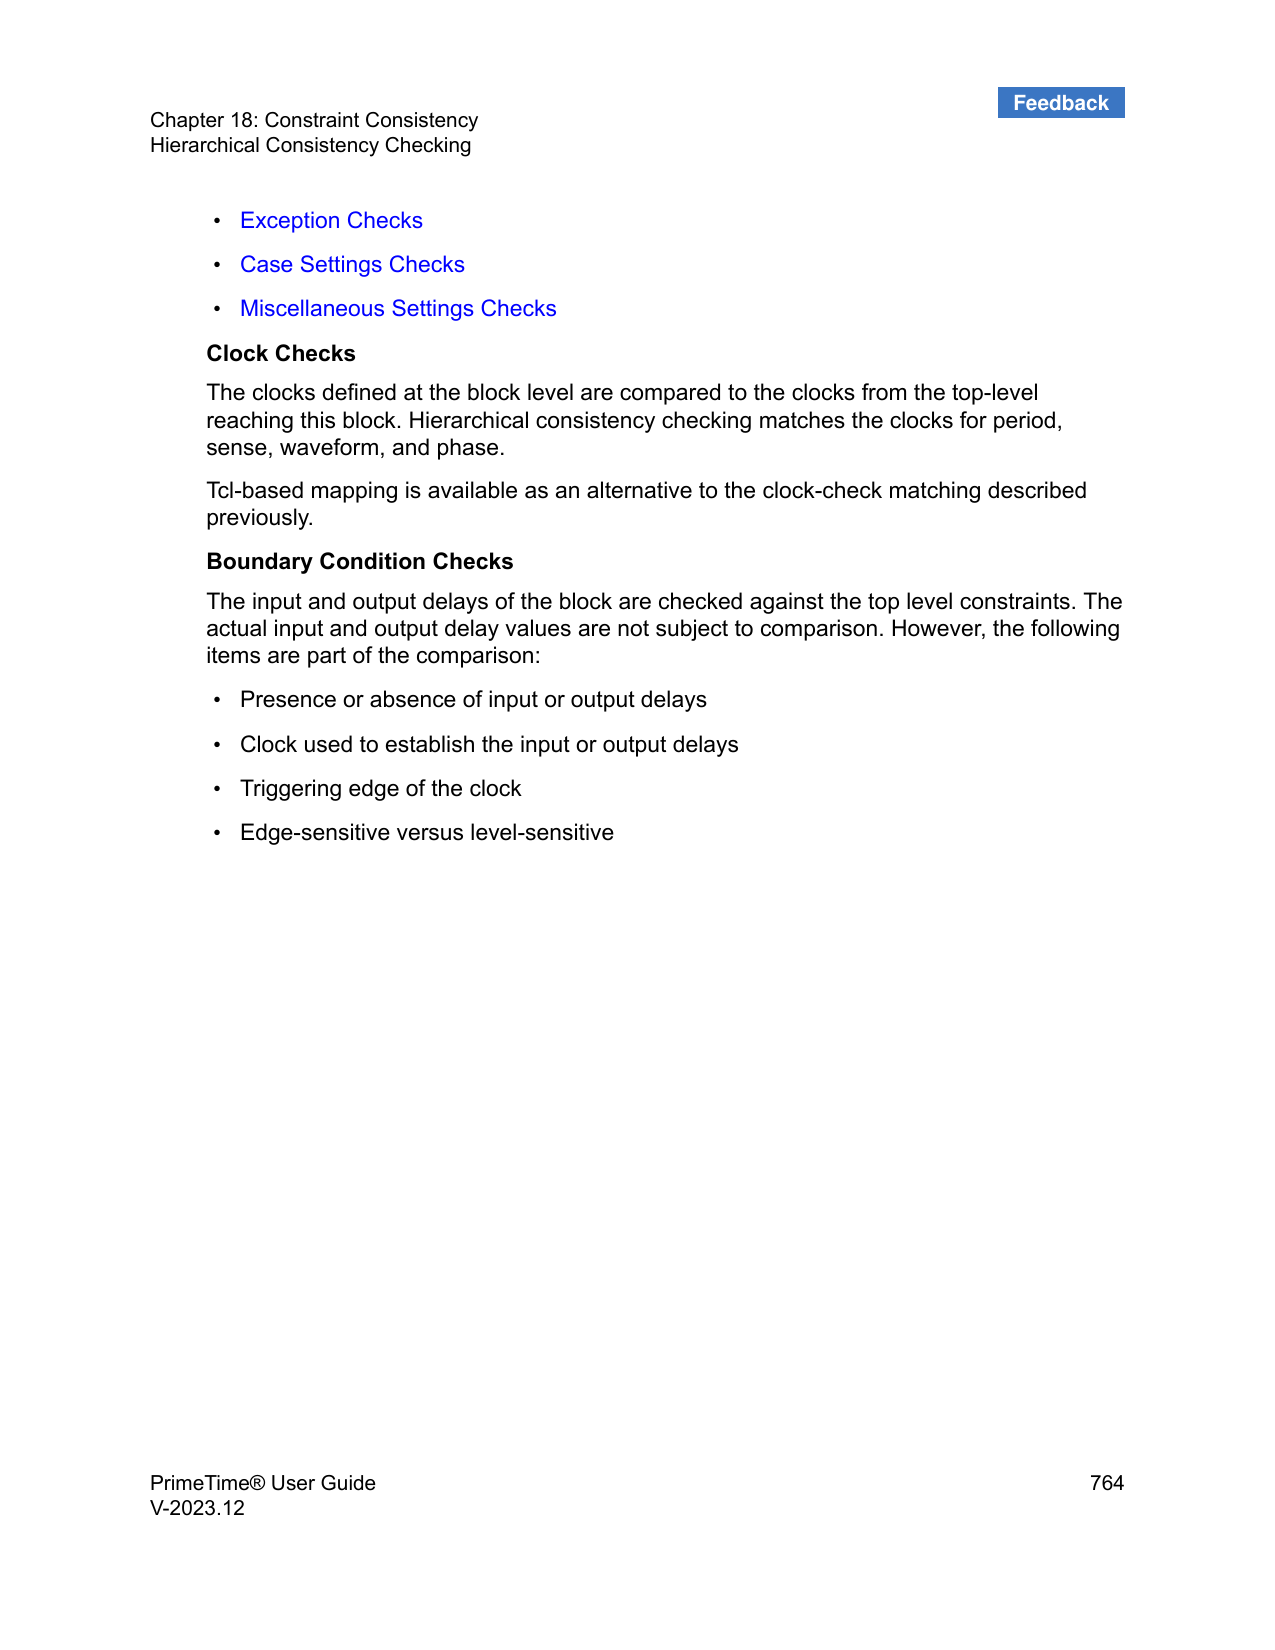 Feedback
Chapter 18: Constraint Consistency
Hierarchical Consistency Checking
• Exception Checks
• Case Settings Checks
• Miscellaneous Settings Checks
Clock Checks
The clocks defined at the block level are compared to the clocks from the top-level
reaching this block. Hierarchical consistency checking matches the clocks for period,
sense, waveform, and phase.
Tcl-based mapping is available as an alternative to the clock-check matching described
previously.
Boundary Condition Checks
The input and output delays of the block are checked against the top level constraints. The
actual input and output delay values are not subject to comparison. However, the following
items are part of the comparison:
• Presence or absence of input or output delays
• Clock used to establish the input or output delays
• Triggering edge of the clock
• Edge-sensitive versus level-sensitive
PrimeTime® User Guide 764
V-2023.12